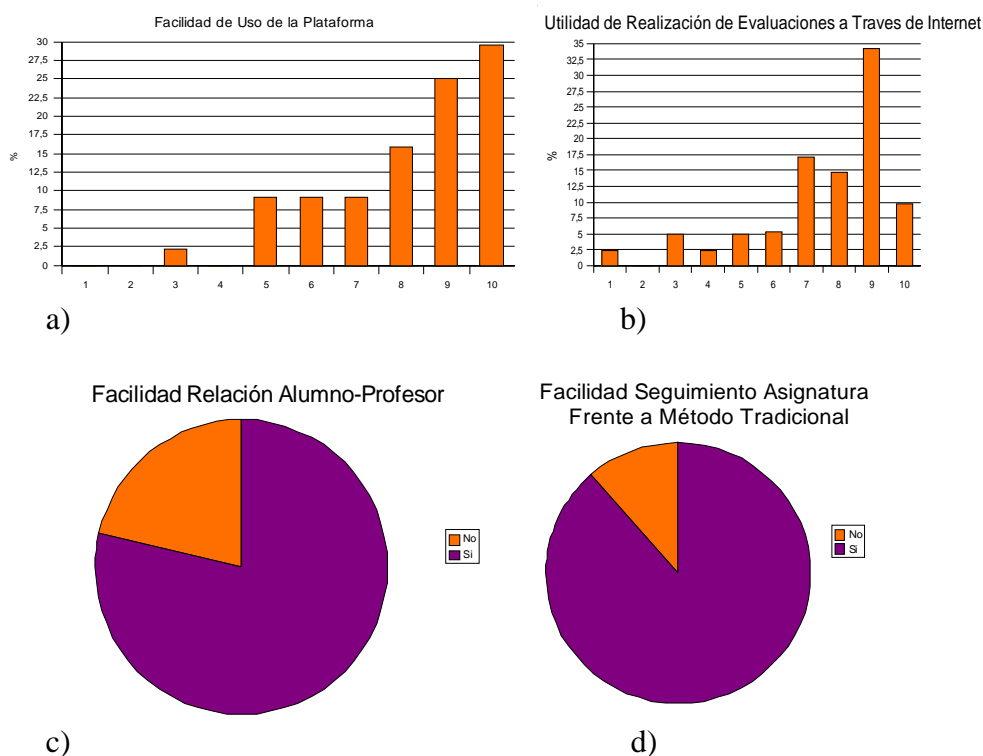 Facilidad de Uso de la Plataforma
30
27,5
25
22,5
20
17,5
15
12,5
10
7,5
5
2,5
0
%
1 2 3 4 5 6 7 8 9 10
a)
Utilidad de Realización de Evaluaciones a Traves de Internet
35
32,5
30
27,5
25
22,5
20
17,5
15
12,5
10
7,5
5
2,5
0
%
1 2 3 4 5 6 7 8 9 10
b)
Facilidad Relación Alumno-Profesor
No
Si
c)
Facilidad Seguimiento Asignatura
Frente a Método Tradicional
No
Si
d)